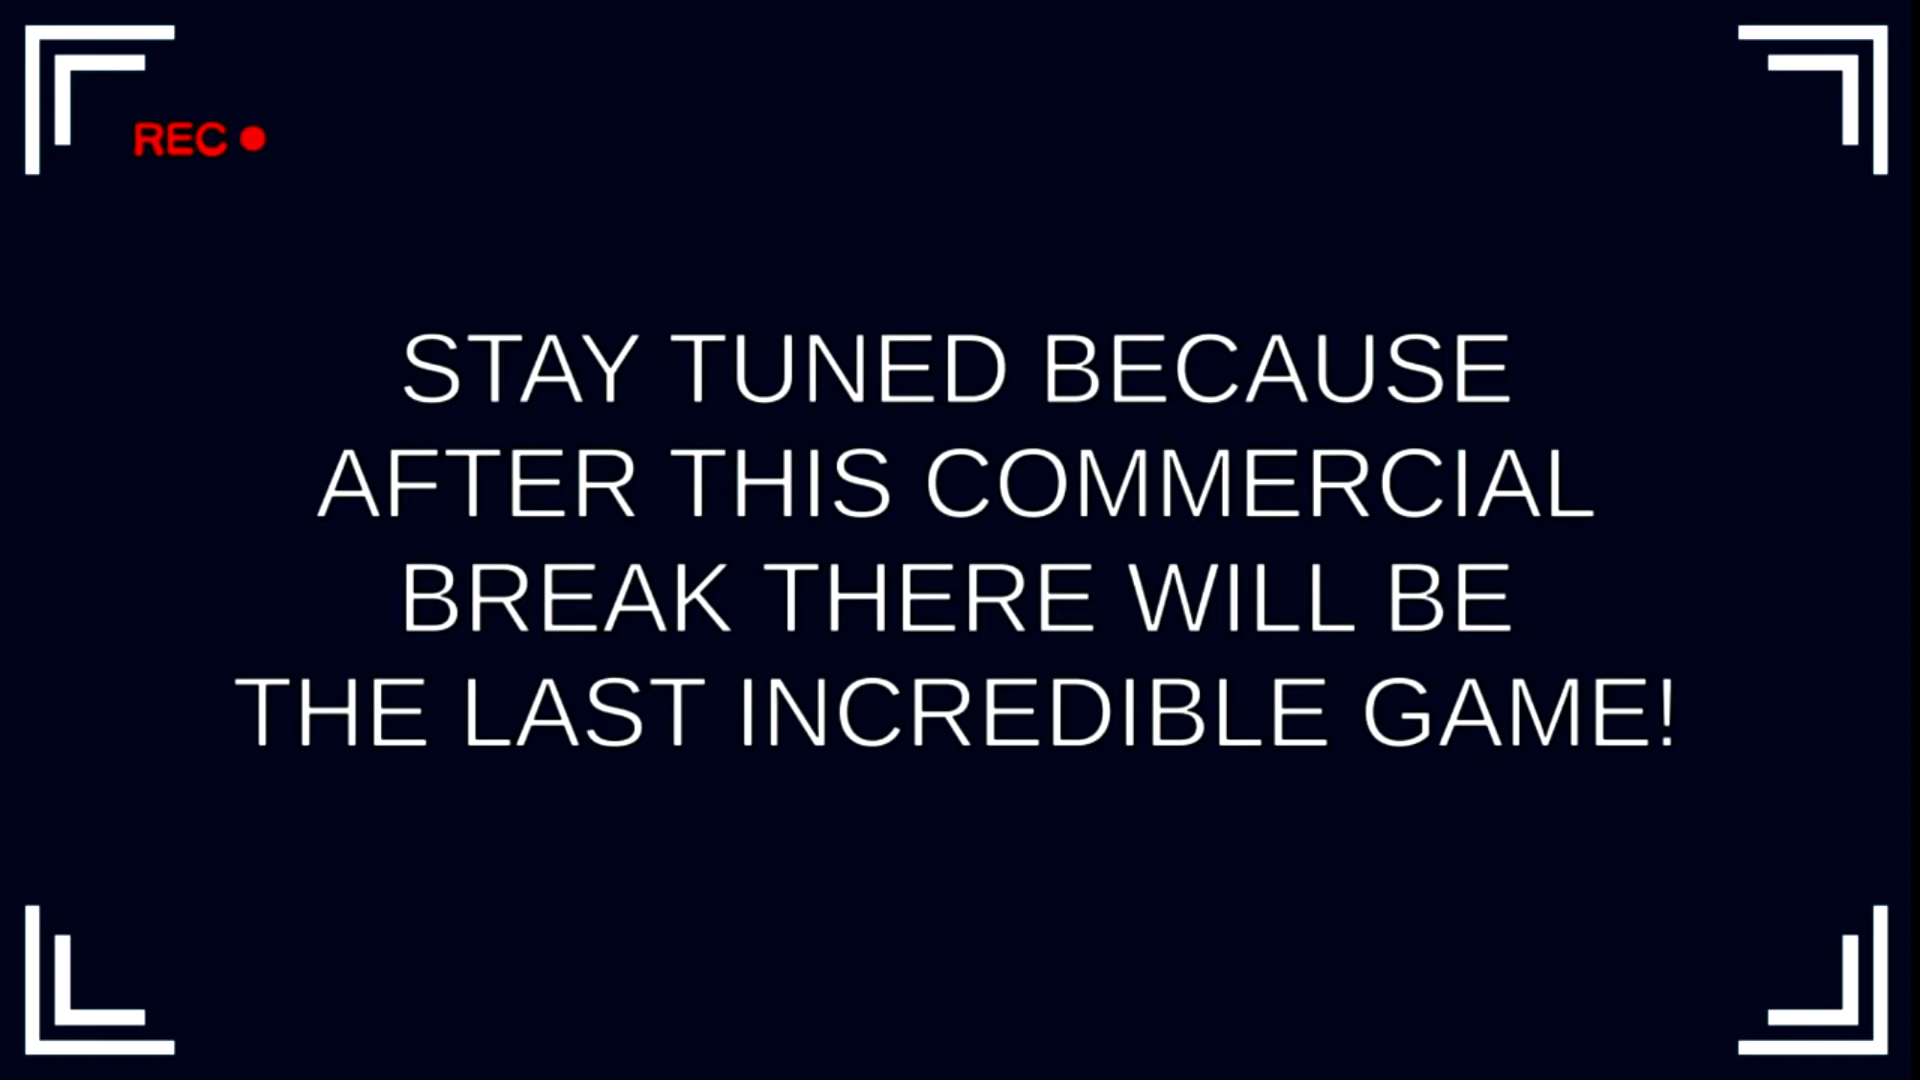 REC
STAY TUNED BECAUSE
AFTER THIS COMMERCIAL
BREAK THERE WILL BE
THE LAST INCREDIBLE GAME!